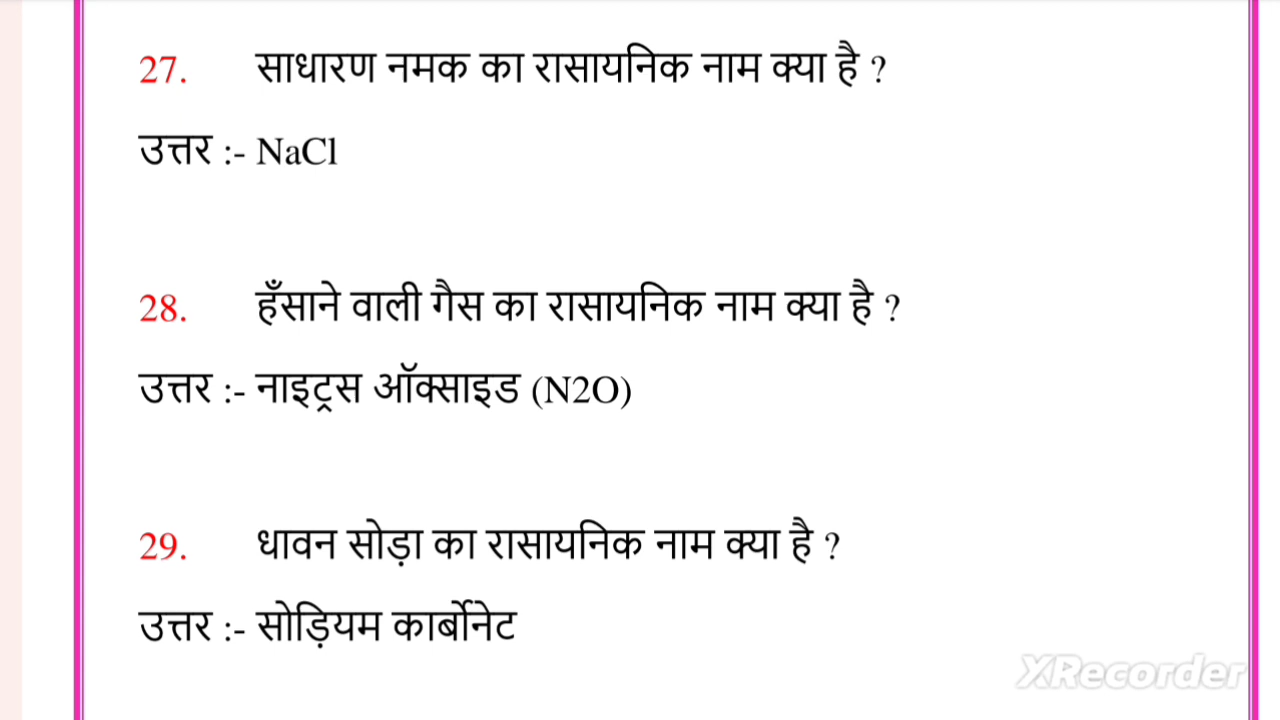 27. साधारण नमक का रासायनिक नाम क्या है ?
उत्तर :- NaCl
28. हँसाने वाली गैस का रासायनिक नाम क्या है ?
उत्तर :- नाइट्रस ऑक्साइड (N2O)
29. धावन सोड़ा का रासायनिक नाम क्या है ?
उत्तर :- सोड़ियम कार्बोनेट
XRecorder